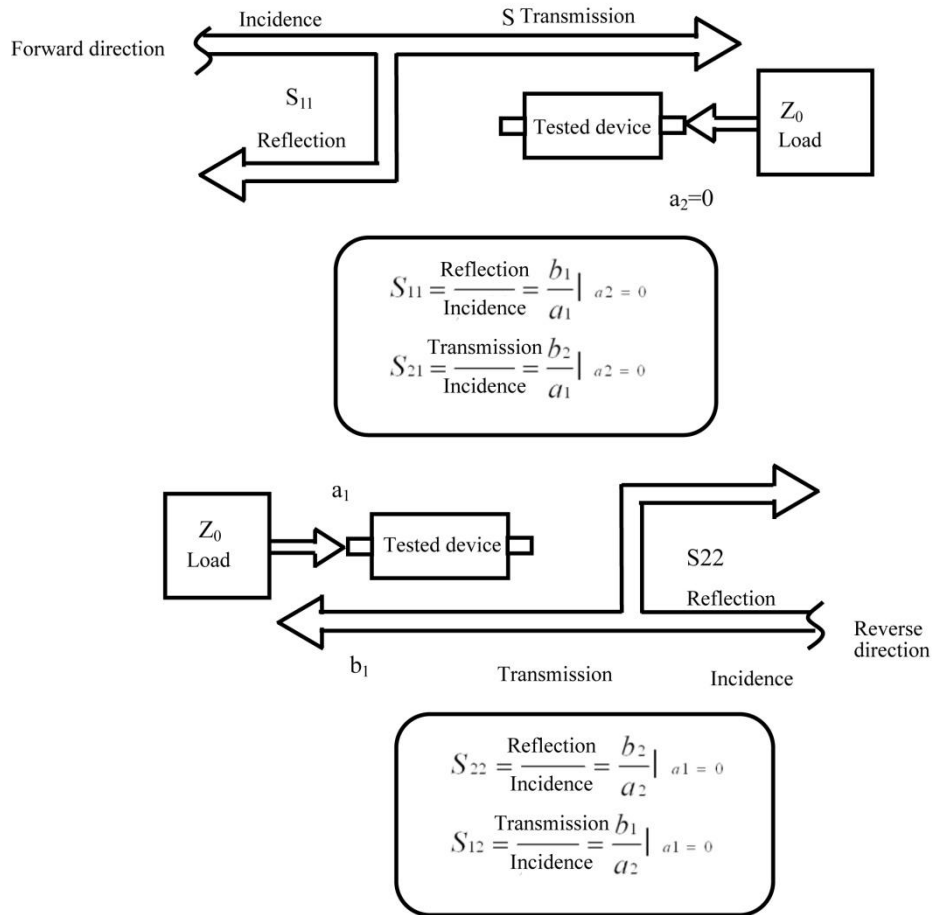 Incidence
S Transmission
Forward direction
S₁₁
Reflection
Tested device
Z₀
Load
a₂=0
S₁₁ = Reflection/Incidence = b₁/a₁ | a2 = 0
S₂₁ = Transmission/Incidence = b₂/a₁ | a2 = 0
a₁
Z₀
Load
Tested device
S22
Reflection
Reverse
direction
b₁
Transmission
Incidence
S₂₂ = Reflection/Incidence = b₂/a₂ | a1 = 0
S₁₂ = Transmission/Incidence = b₁/a₂ | a1 = 0